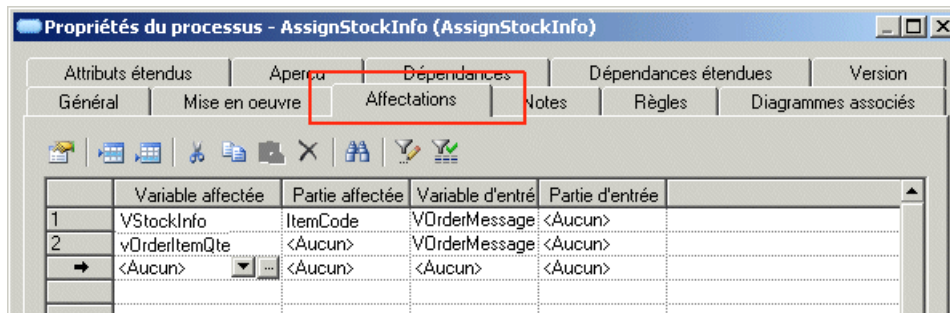 Propriétés du processus - AssignStockInfo (AssignStockInfo)
Attributs étendus Aperçu Dépendances Dépendances étendues Version
Général Mise en oeuvre Affectations Notes Règles Diagrammes associés
Variable affectée Partie affectée Variable d'entré Partie d'entrée
1 VStockInfo ItemCode VOrderMessage <Aucun>
2 vOrderItemQte <Aucun> VOrderMessage <Aucun>
<Aucun> ... <Aucun> <Aucun> <Aucun>